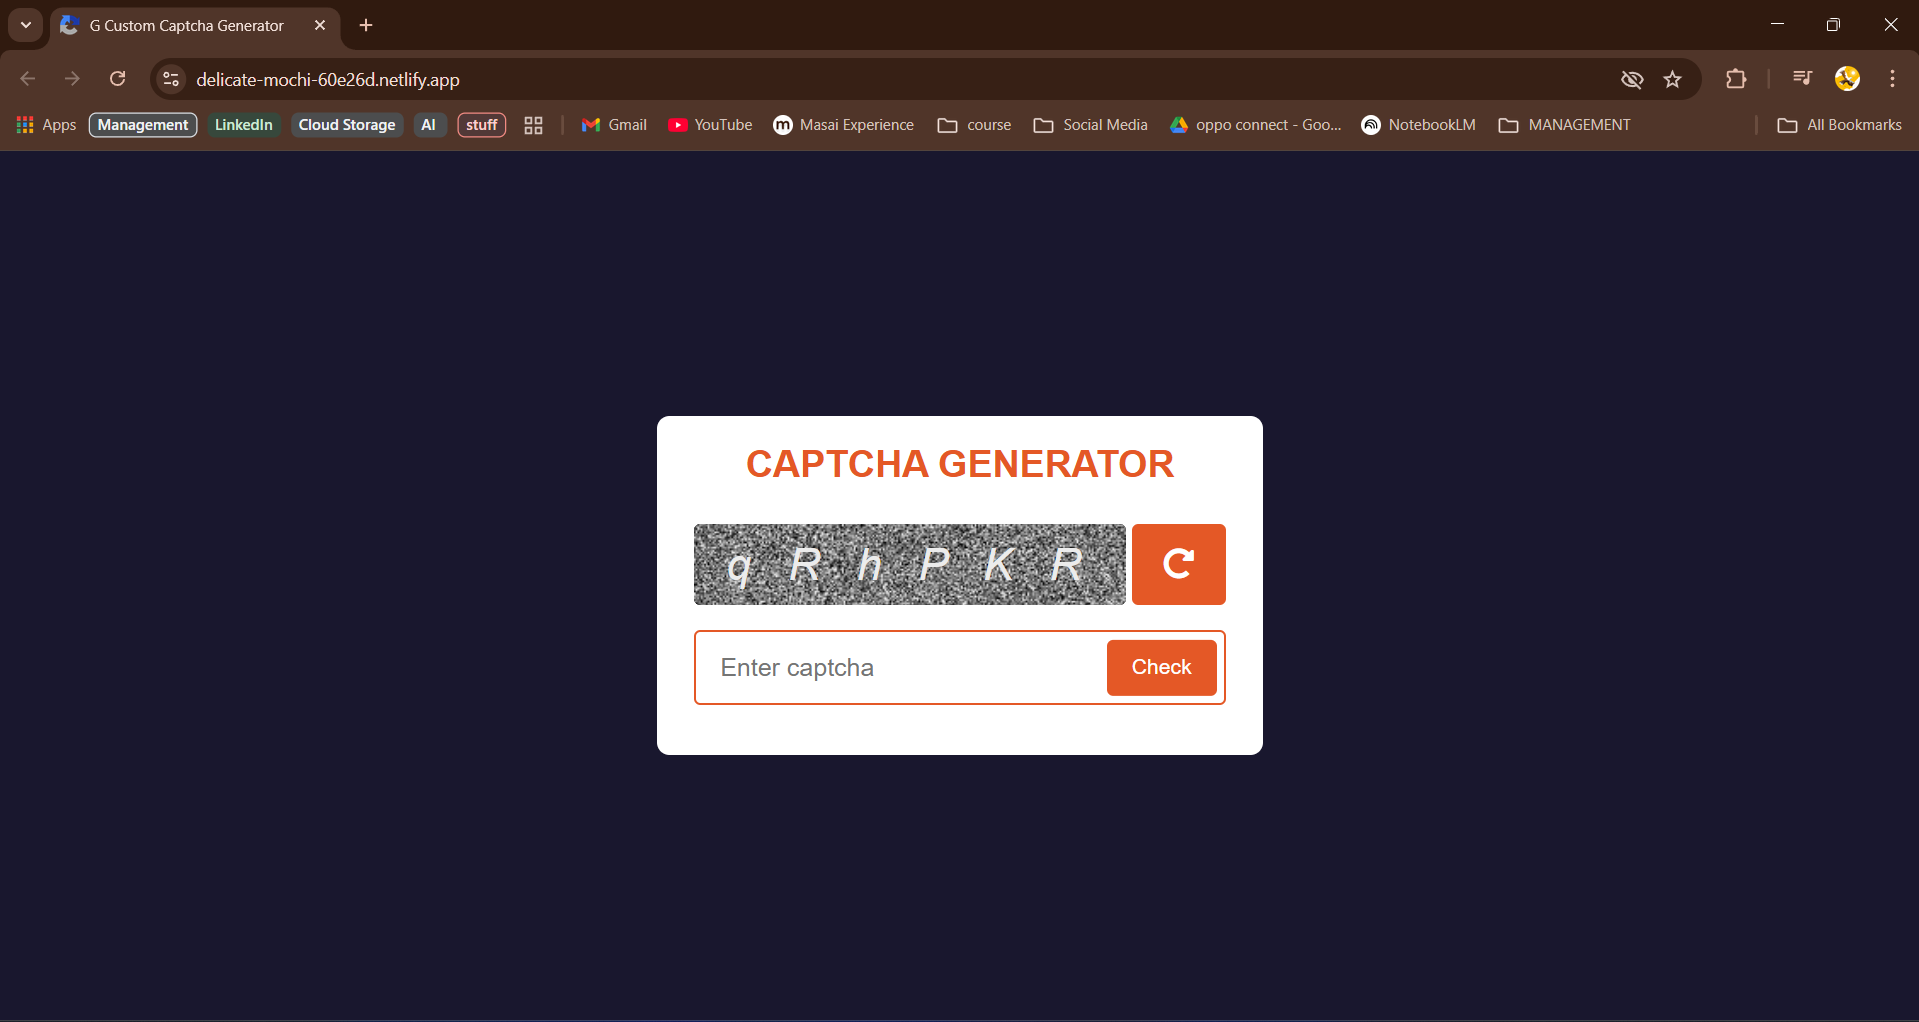 G Custom Captcha Generator
delicate-mochi-60e26d.netlify.app
Apps Management LinkedIn Cloud Storage AI stuff Gmail YouTube m Masai Experience course Social Media oppo connect - Goo... NotebookLM MANAGEMENT All Bookmarks
CAPTCHA GENERATOR
q R h P K R
Enter captcha Check